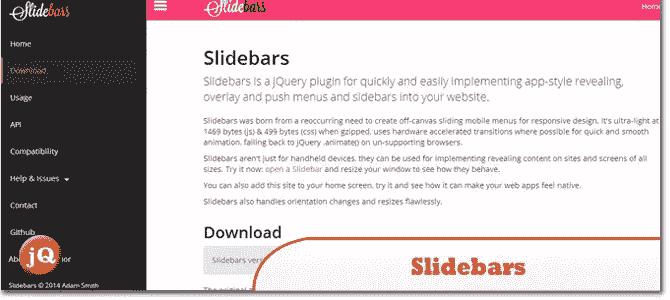 Slidebars
Home
Download
Usage
API
Compatibility
Help & Issues
Contact
Github
jQ
Slidebars © 2014 Adam Smith
Slidebars
Home
Slidebars
Slidebars is a jQuery plugin for quickly and easily implementing app-style revealing,
overlay and push menus and sidebars into your website.
Slidebars was born from a reoccurring need to create off-canvas sliding mobile menus for responsive design. It's ultra-light at
1469 bytes (js) & 499 bytes (css) when gzipped, uses hardware accelerated transitions where possible for quick and smooth
animation, falling back to jQuery .animate() on un-supporting browsers.
Slidebars aren't just for handheld devices, they can be used for implementing revealing content on sites and screens of all
sizes. Try it now: open a Slidebar and resize your window to see how they behave.
You can also add this site to your home screen, try it and see how it can make your web apps feel native.
Slidebars also handles orientation changes and resizes flawlessly.
Download
Slidebars
Slidebars